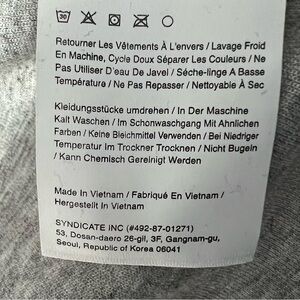 30
Retourner Les Vêtements À L'envers / Lavage Froid
En Machine, Cycle Doux Séparer Les Couleurs / Ne
Pas Utiliser D'eau De Javel / Séche-linge A Basse
Température / Ne Pas Repasser / Nettoyable À Sec
Kleidungsstücke umdrehen / In Der Maschine
Kalt Waschen / Im Schonwaschgang Mit Ähnlichen
Farben / Keine Bleichmittel Verwenden / Bei Niedriger
Temperatur Im Trockner Trocknen / Nicht Bugeln
/ Kann Chemisch Gereinigt Werden
Made In Vietnam / Fabriqué En Vietnam /
Hergestellt In Vietnam
SYNDICATE INC (#492-87-01271)
53, Dosan-daero 26-gil, 3F, Gangnam-gu,
Seoul, Republic of Korea 06041